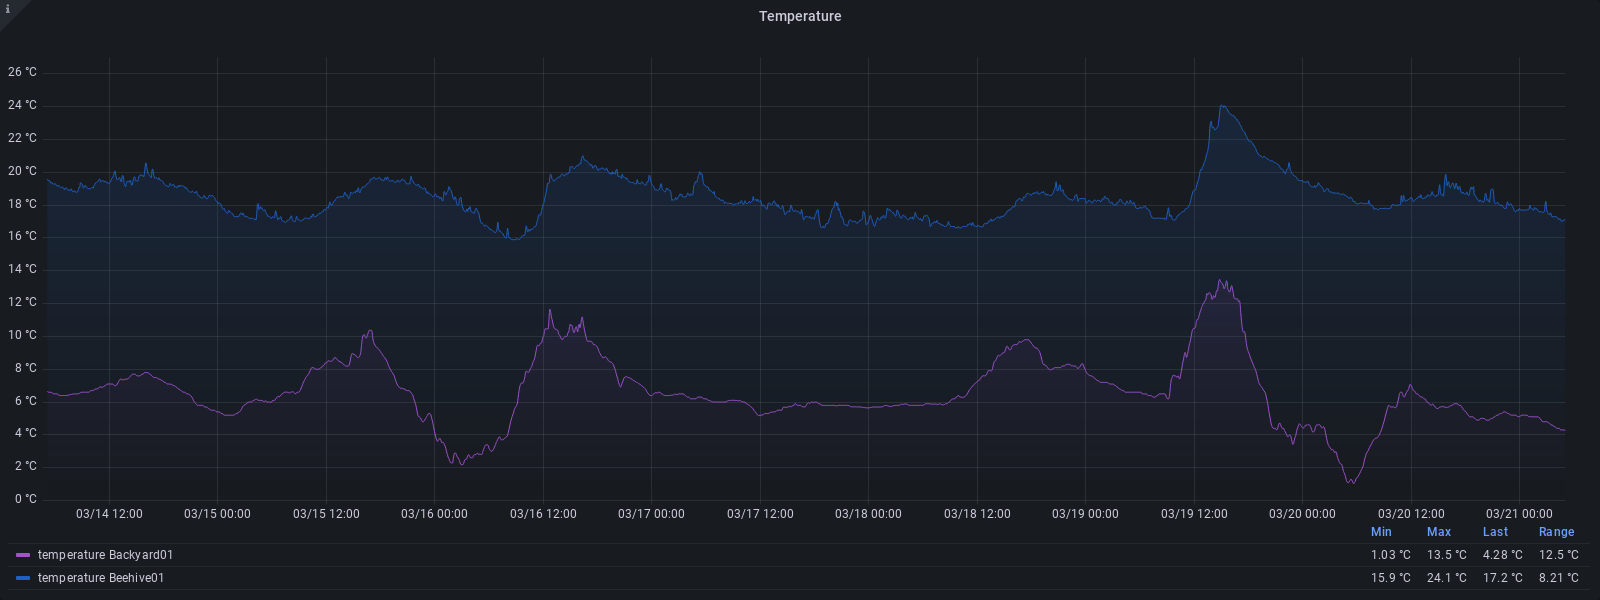 i
Temperature
26 °C
24 °C
22 °C
20 °C
18 °C
16 °C
14 °C
12 °C
10 °C
8 °C
6 °C
4 °C
2 °C
0 °C
03/14 12:00 03/15 00:00 03/15 12:00 03/16 00:00 03/16 12:00 03/17 00:00 03/17 12:00 03/18 00:00 03/18 12:00 03/19 00:00 03/19 12:00 03/20 00:00 03/20 12:00 03/21 00:00
Min Max Last Range
temperature Backyard01 1.03 °C 13.5 °C 4.28 °C 12.5 °C
temperature Beehive01 15.9 °C 24.1 °C 17.2 °C 8.21 °C